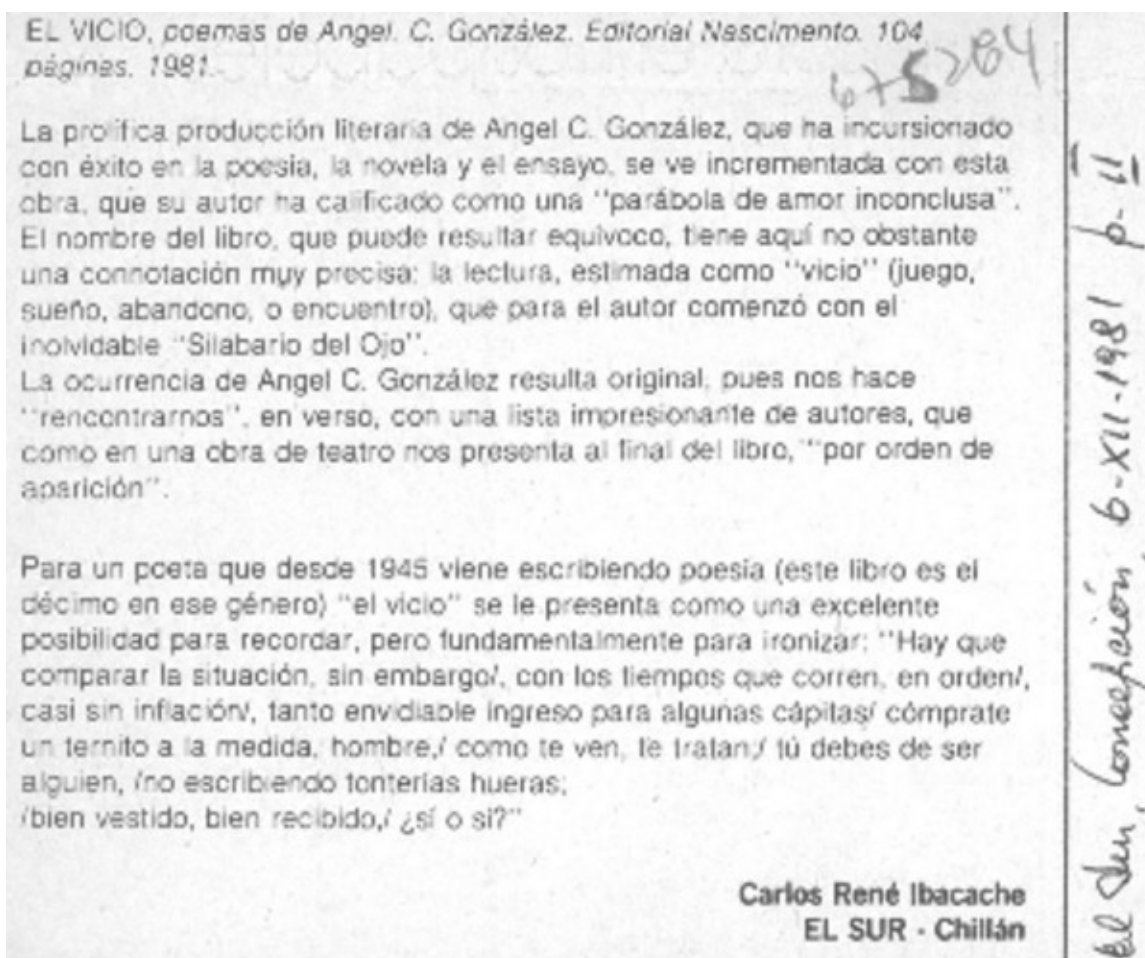 EL VICIO, poemas de Angel. C. González. Editorial Nascimento. 104
páginas. 1981.
La prolífica producción literaria de Angel C. González, que ha incursionado
con éxito en la poesía, la novela y el ensayo, se ve incrementada con esta
obra, que su autor ha calificado como una "parábola de amor inconclusa".
El nombre del libro, que puede resultar equívoco, tiene aquí no obstante
una connotación muy precisa: la lectura, estimada como "vicio" (juego,
sueño, abandono, o encuentro), que para el autor comenzó con el
inolvidable "Silabario del Ojo".
La ocurrencia de Angel C. González resulta original, pues nos hace
"rencontrarnos", en verso, con una lista impresionante de autores, que
como en una obra de teatro nos presenta al final del libro, "por orden de
aparición".
Para un poeta que desde 1945 viene escribiendo poesía (este libro es el
décimo en ese género) "el vicio" se le presenta como una excelente
posibilidad para recordar, pero fundamentalmente para ironizar: "Hay que
comparar la situación, sin embargo/, con los tiempos que corren, en orden/,
casi sin inflación/, tanto envidiable ingreso para algunas cápitas/ cómprate
un ternito a la medida, hombre,/ como te ven, te tratan:/ tú debes de ser
alguien, /no escribiendo tonterías hueras;
/bien vestido, bien recibido,/ ¿sí o si?"
Carlos René Ibacache
EL SUR - Chillán
El Sur, Concepción, 6-XII-1981 p. II